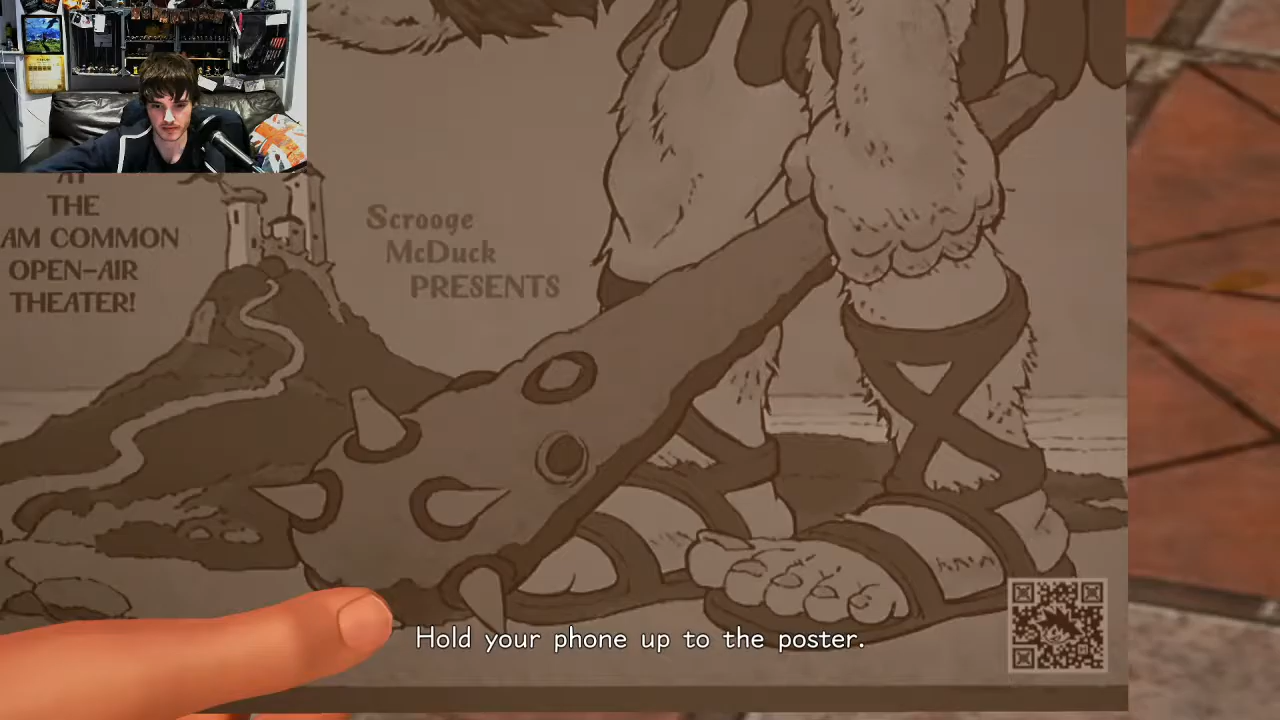 THE
AM COMMON
OPEN-AIR
THEATER!
Scrooge
McDuck
PRESENTS
Hold your phone up to the poster.